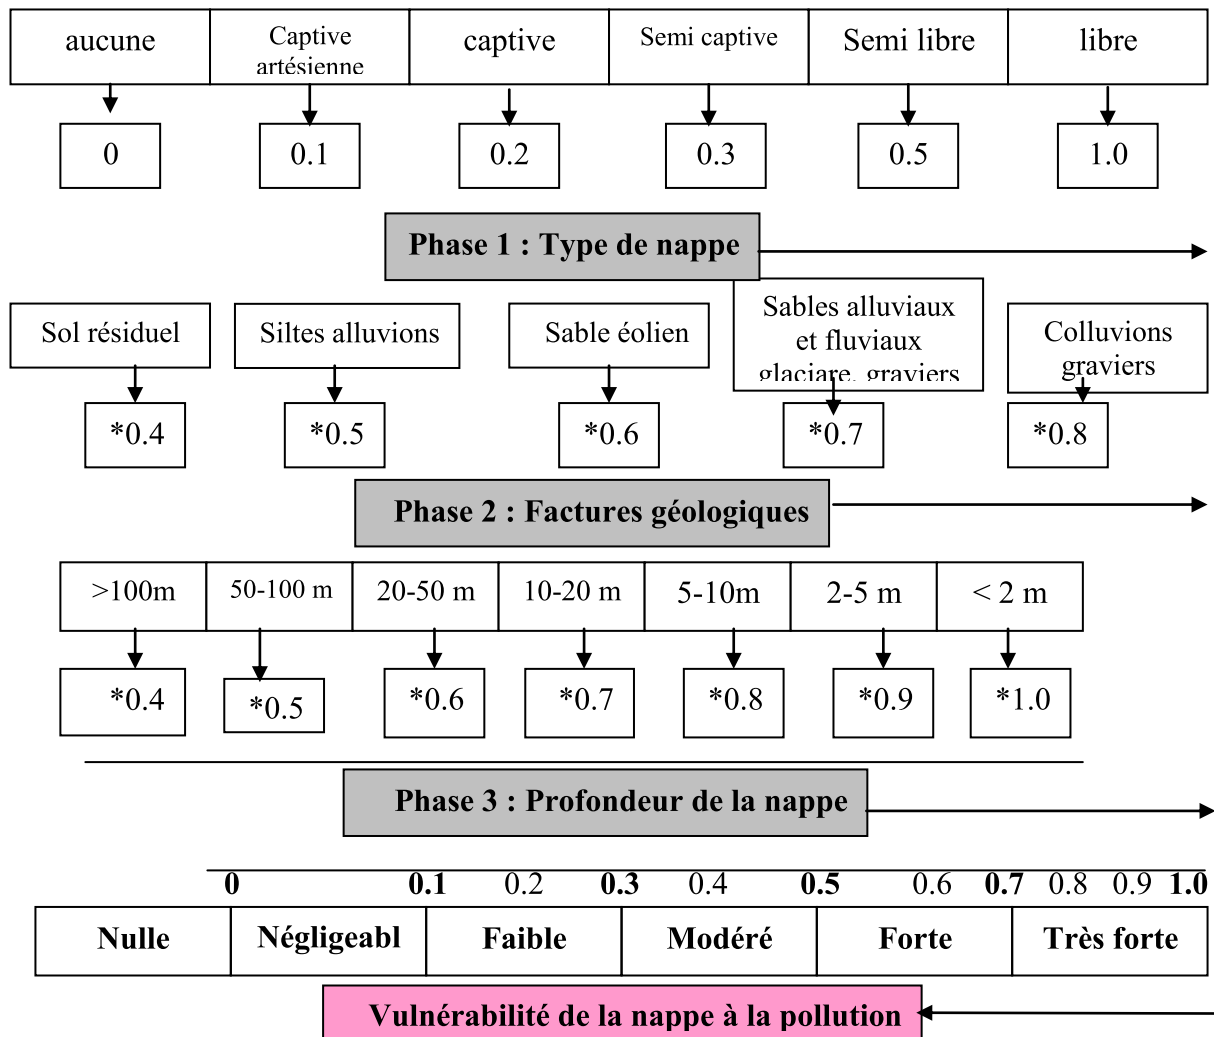 aucune
Captive
artésienne
captive
Semi captive
Semi libre
libre
0
0.1
0.2
0.3
0.5
1.0
Phase 1 : Type de nappe
Sol résiduel
Siltes alluvions
Sable éolien
Sables alluviaux
et fluviaux
glaciare. graviers
Colluvions
graviers
*0.4
*0.5
*0.6
*0.7
*0.8
Phase 2 : Factures géologiques
>100m
50-100 m
20-50 m
10-20 m
5-10m
2-5 m
< 2 m
*0.4
*0.5
*0.6
*0.7
*0.8
*0.9
*1.0
Phase 3 : Profondeur de la nappe
0 0.1 0.2 0.3 0.4 0.5 0.6 0.7 0.8 0.9 1.0
Nulle
Négligeabl
Faible
Modéré
Forte
Très forte
Vulnérabilité de la nappe à la pollution